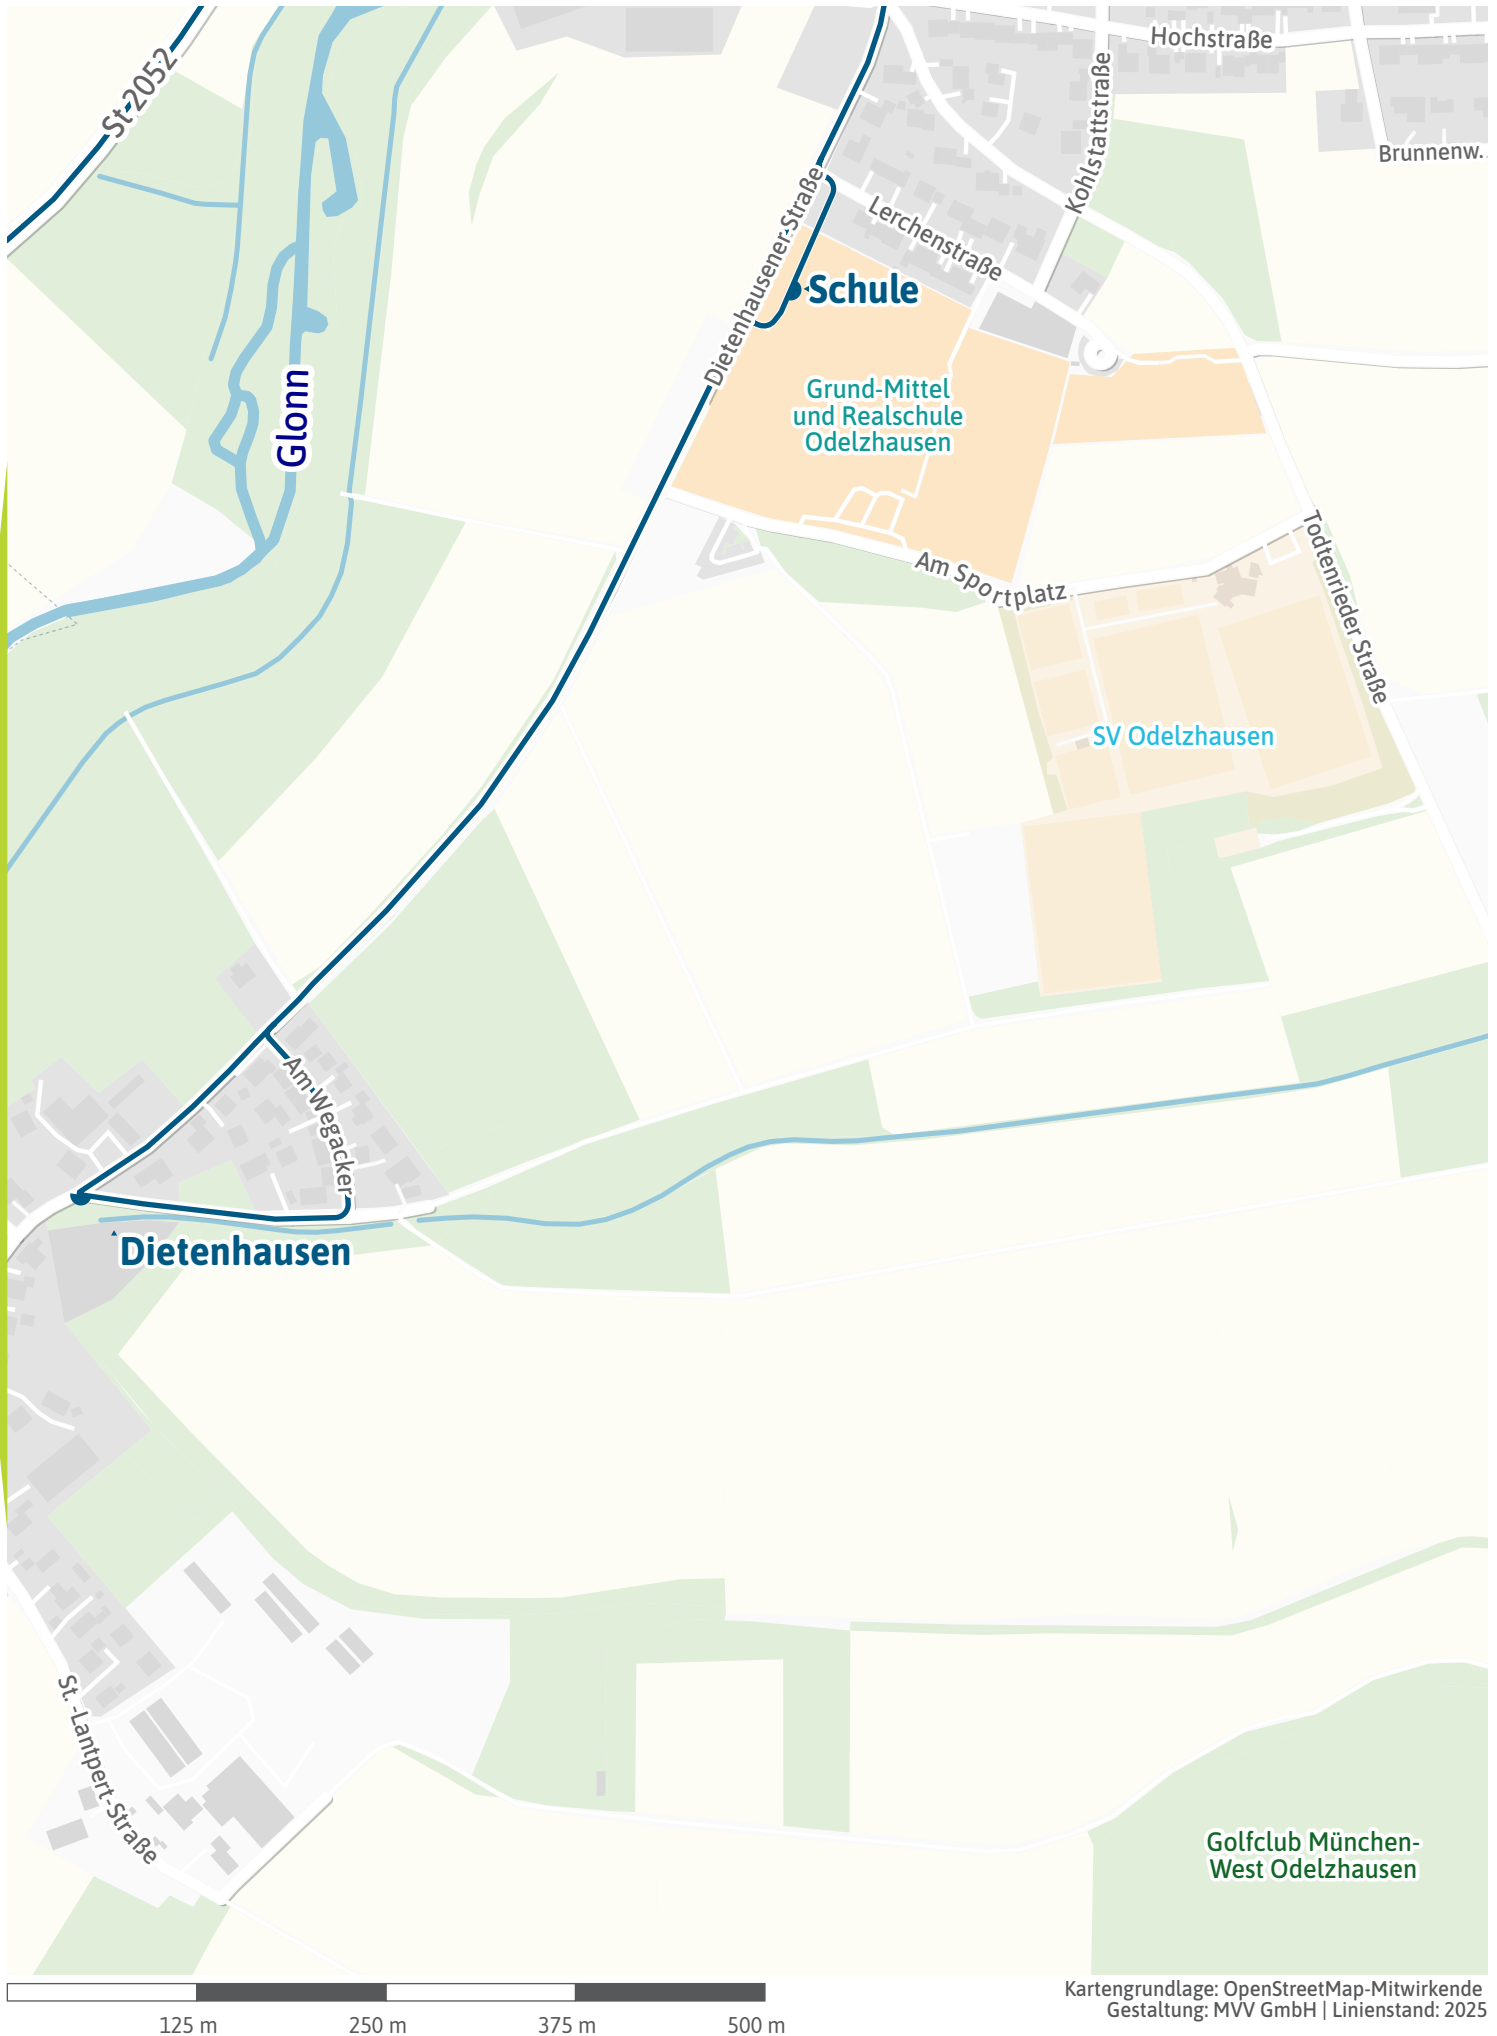 St 2052
Hochstraße
Kohlstattstraße
Brunnenw.
Lerchenstraße
Dietenhausener Straße
Schule
Glonn
Grund-Mittel
und Realschule
Odelzhausen
Am Sportplatz
Todtenrieder Straße
SV Odelzhausen
Am Wegacker
Dietenhausen
St.-Lantpert-Straße
Golfclub München-
West Odelzhausen
Kartengrundlage: OpenStreetMap-Mitwirkende
Gestaltung: MVV GmbH | Linienstand: 2025
125 m 250 m 375 m 500 m